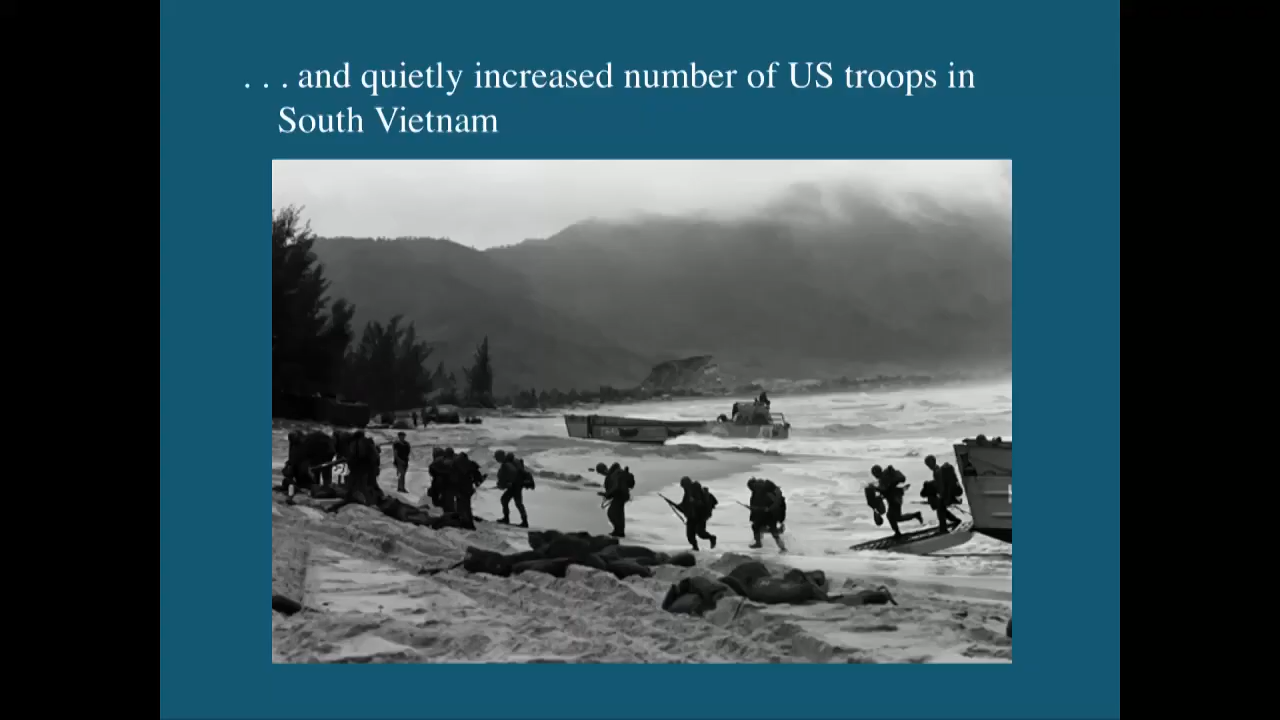 . . . and quietly increased number of US troops in
South Vietnam